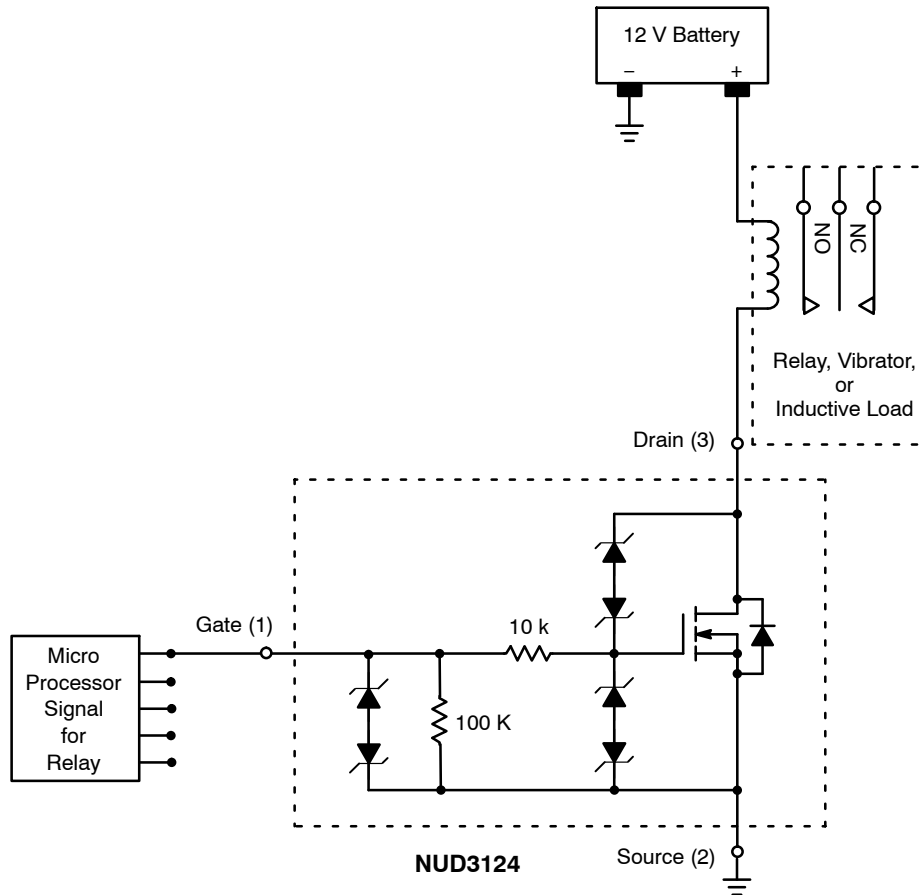 12 V Battery
– +
NO
NC
Relay, Vibrator,
or
Inductive Load
Drain (3)
Gate (1)
10 k
Micro
Processor
Signal
for
Relay
100 K
Source (2)
NUD3124